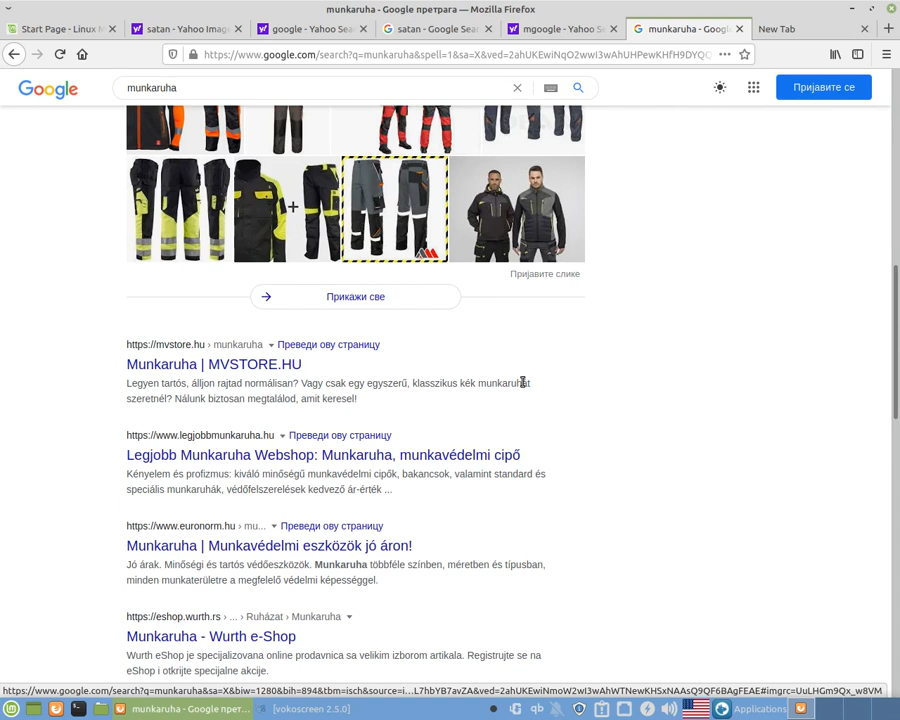 munkaruha - Google претрага — Mozilla Firefox
Start Page - Linux M
satan - Yahoo Imag
google - Yahoo Sea
satan - Google Sear
mgoogle - Yahoo Se
munkaruha - Googl
New Tab
https://www.google.com/search?q=munkaruha&spell=1&sa=X&ved=2ahUKEwiNqO2wwI3wAhUHPewKHfH9DYQQ
Google
munkaruha
Пријавите се
Пријавите слике
Прикажи све
https://mvstore.hu › munkaruha Преведи ову страницу
Munkaruha | MVSTORE.HU
Legyen tartós, álljon rajtad normálisan? Vagy csak egy egyszerű, klasszikus kék munkaruhát
szeretnél? Nálunk biztosan megtalálod, amit keresel!
https://www.legjobbmunkaruha.hu Преведи ову страницу
Legjobb Munkaruha Webshop: Munkaruha, munkavédelmi cipő
Kényelem és profizmus: kiváló minőségű munkavédelmi cipők, bakancsok, valamint standard és
speciális munkaruhák, védőfelszerelések kedvező ár-érték ...
https://www.euronorm.hu › mu... Преведи ову страницу
Munkaruha | Munkavédelmi eszközök jó áron!
Jó árak. Minőségi és tartós védőeszközök. Munkaruha többféle színben, méretben és típusban,
minden munkaterületre a megfelelő védelmi képességgel.
https://eshop.wurth.rs › ... › Ruházat › Munkaruha
Munkaruha - Wurth e-Shop
Wurth eShop je specijalizovana online prodavnica sa velikim izborom artikala. Registrujte se na
eShop i otkrijte specijalne akcije.
https://www.google.com/search?q=munkaruha&sa=X&biw=1280&bih=894&tbm=isch&source=i...L7hbYB7avZA&ved=2ahUKEwiNmoW2wI3wAhWTNewKHSxNAAsQ9QF6BAgFEAE#imgrc=UuLHGm9Qx_w8VM
munkaruha - Google прет...
[vokoscreen 2.5.0]
Applications